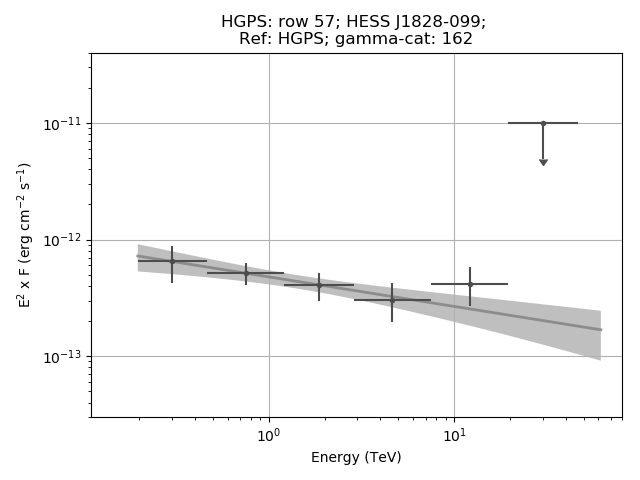 HGPS: row 57; HESS J1828-099;
Ref: HGPS; gamma-cat: 162
E² x F (erg cm⁻² s⁻¹)
10⁻¹¹
10⁻¹²
10⁻¹³
10⁰ 10¹
Energy (TeV)